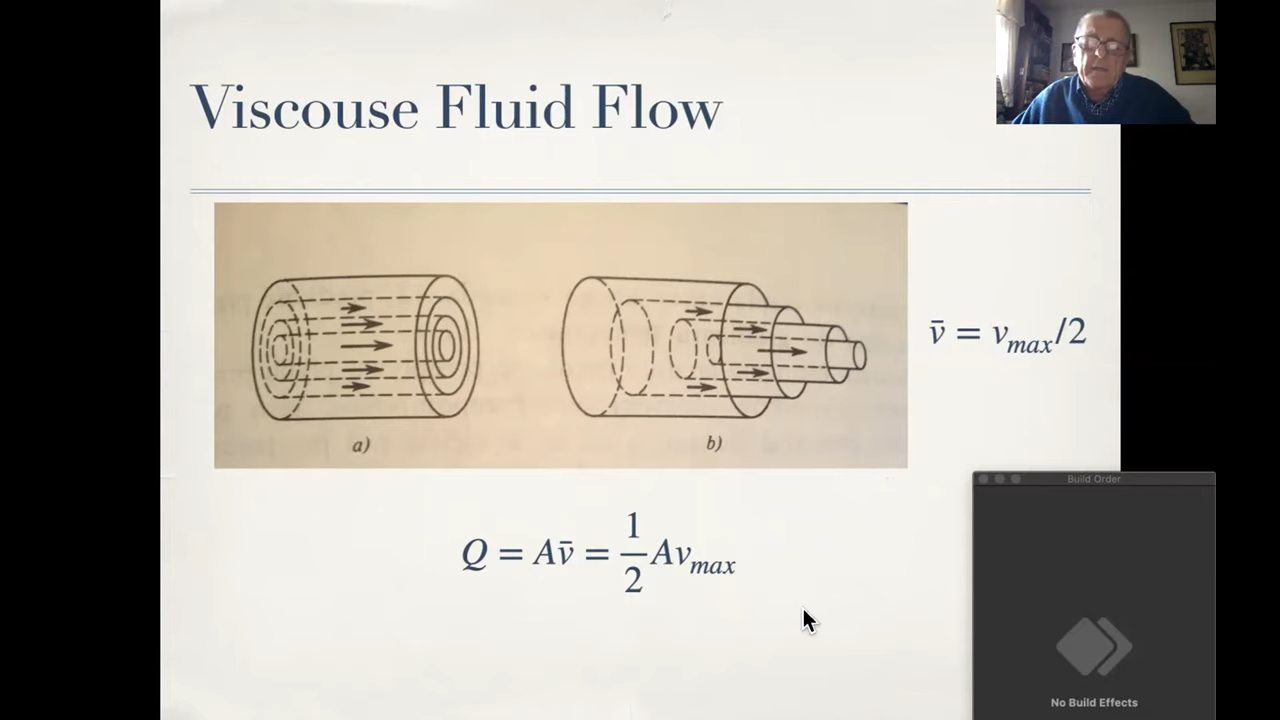 Viscouse Fluid Flow
v̄ = v_max/2
a)
b)
Q = Av̄ = 1/2 Av_max
Build Order
No Build Effects